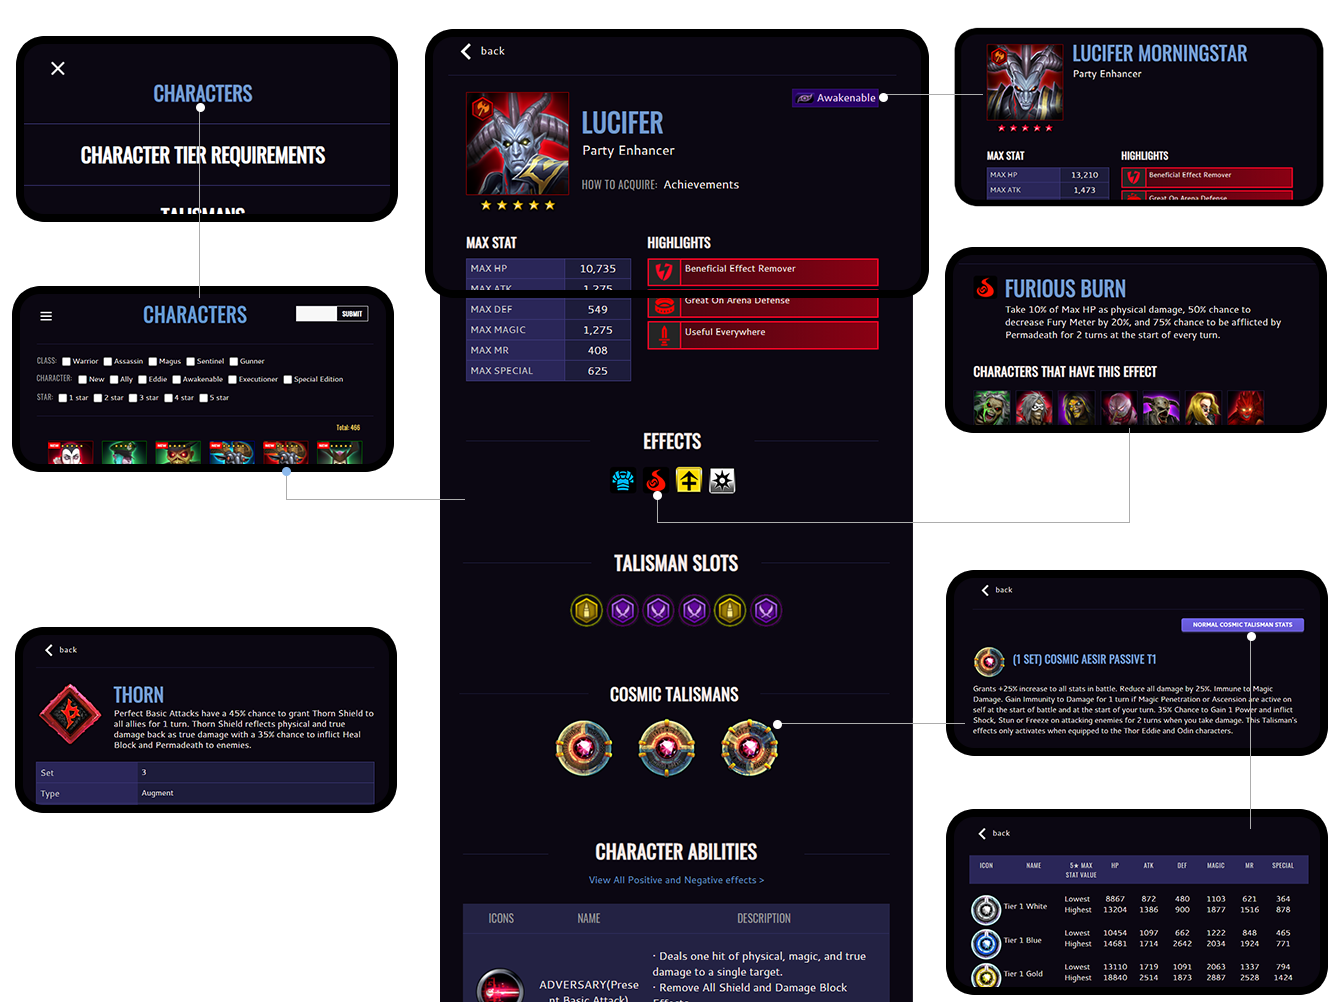 CHARACTERS
CHARACTER TIER REQUIREMENTS
TALISMANS
CHARACTERS
SUBMIT
CLASS: Warrior Assassin Magus Sentinel Gunner
CHARACTER: New Ally Eddie Awakenable Executioner Special Edition
STAR: 1 star 2 star 3 star 4 star 5 star
Total: 466
NEW NEW NEW NEW NEW
back
THORN
Perfect Basic Attacks have a 45% chance to grant Thorn Shield to
all allies for 1 turn. Thorn Shield reflects physical and true
damage back as true damage with a 35% chance to inflict Heal
Block and Permadeath to enemies.
Set 3
Type Augment
back
Awakenable
LUCIFER
Party Enhancer
HOW TO ACQUIRE: Achievements
MAX STAT
MAX HP 10,735
MAX ATK 1,275
MAX DEF 549
MAX MAGIC 1,275
MAX MR 408
MAX SPECIAL 625
HIGHLIGHTS
Beneficial Effect Remover
Great On Arena Defense
Useful Everywhere
EFFECTS
TALISMAN SLOTS
COSMIC TALISMANS
CHARACTER ABILITIES
View All Positive and Negative effects >
ICONS NAME DESCRIPTION
ADVERSARY(Prese
nt Basic Attack)
· Deals one hit of physical, magic, and true
damage to a single target.
· Remove All Shield and Damage Block
Effects
LUCIFER MORNINGSTAR
Party Enhancer
MAX STAT
MAX HP 13,210
MAX ATK 1,473
HIGHLIGHTS
Beneficial Effect Remover
Great On Arena Defense
FURIOUS BURN
Take 10% of Max HP as physical damage, 50% chance to
decrease Fury Meter by 20%, and 75% chance to be afflicted by
Permadeath for 2 turns at the start of every turn.
CHARACTERS THAT HAVE THIS EFFECT
back
NORMAL COSMIC TALISMAN STATS
(1 SET) COSMIC AESIR PASSIVE T1
Grants +25% increase to all stats in battle. Reduce all damage by 25%. Immune to Magic
Damage. Gain Immunity to Damage for 1 turn if Magic Penetration or Ascension are active on
self at the start of battle and at the start of your turn. 35% Chance to Gain 1 Power and inflict
Shock, Stun or Freeze on attacking enemies for 2 turns when you take damage. This Talisman's
effects only activates when equipped to the Thor Eddie and Odin characters.
back
ICON NAME 5★ MAX STAT VALUE HP ATK DEF MAGIC MR SPECIAL
Tier 1 White
Lowest 8867 872 480 1103 621 364
Highest 13204 1386 900 1877 1516 878
Tier 1 Blue
Lowest 10454 1097 662 1222 848 465
Highest 14681 1714 2642 2034 1924 771
Tier 1 Gold
Lowest 13110 1719 1091 2063 1337 794
Highest 18840 2514 1873 2887 2528 1424